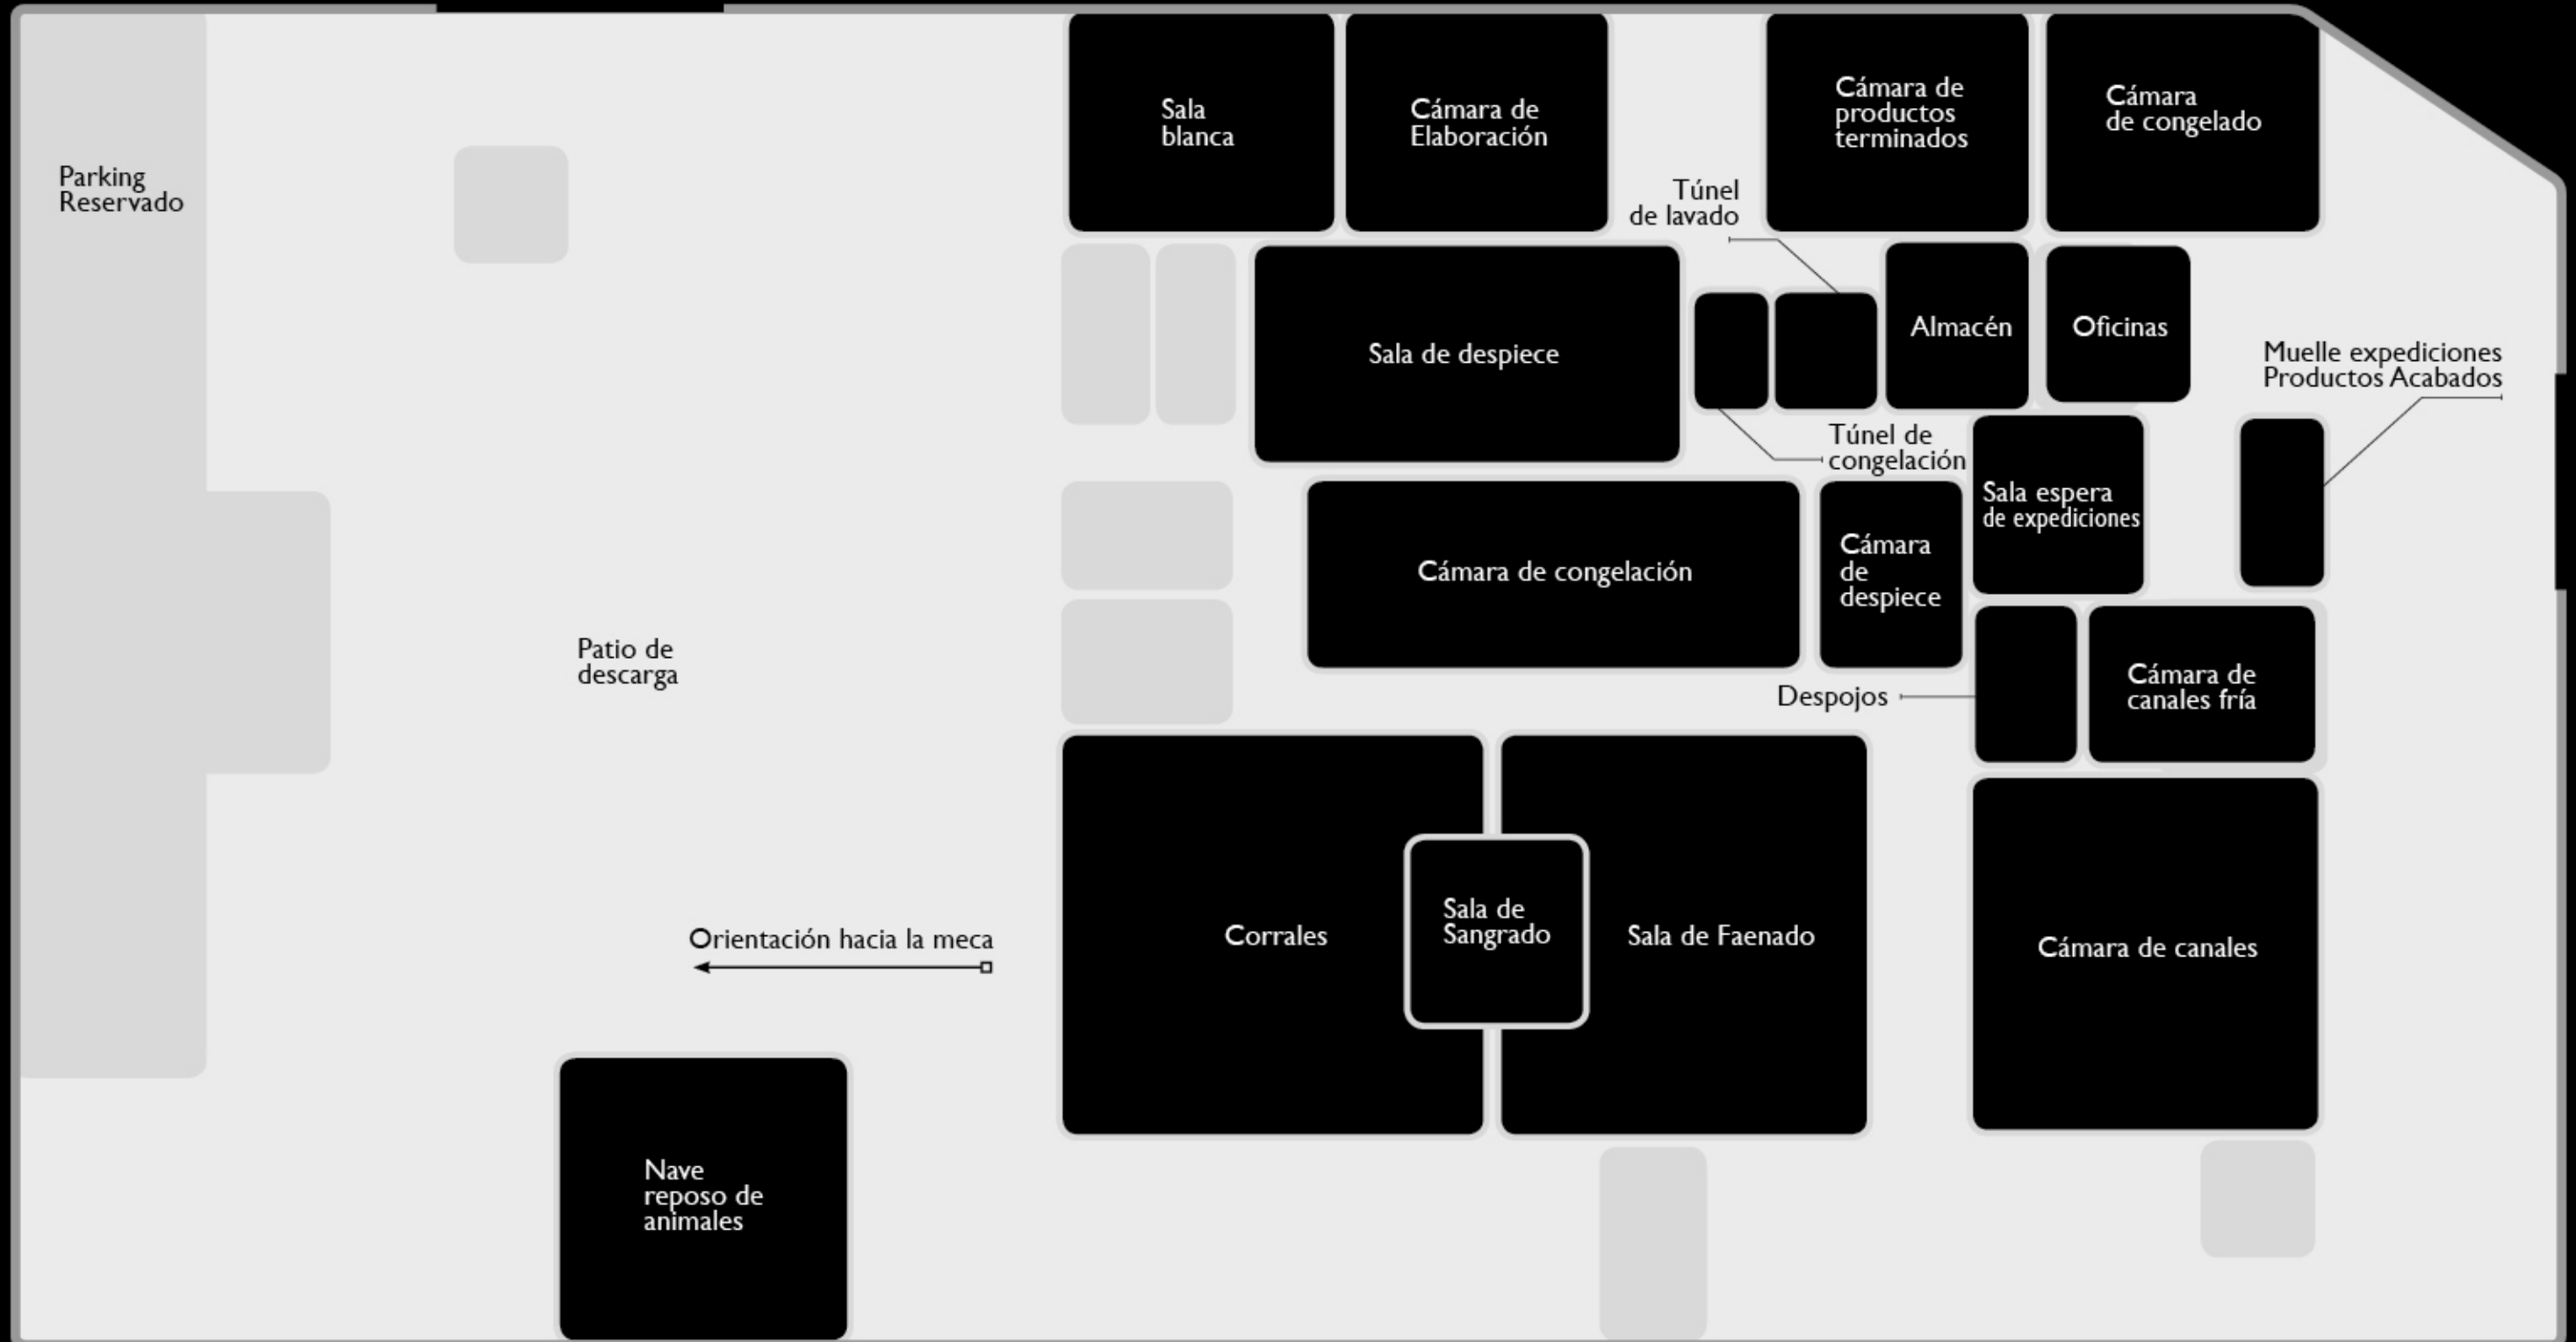 Parking
Reservado
Sala
blanca
Cámara de
Elaboración
Cámara de
productos
terminados
Cámara
de congelado
Túnel
de lavado
Sala de despiece
Almacén
Oficinas
Muelle expediciones
Productos Acabados
Túnel de
congelación
Sala espera
de expediciones
Cámara de congelación
Cámara
de
despiece
Patio de
descarga
Despojos
Cámara de
canales fría
Orientación hacia la meca
Corrales
Sala de
Sangrado
Sala de Faenado
Cámara de canales
Nave
reposo de
animales